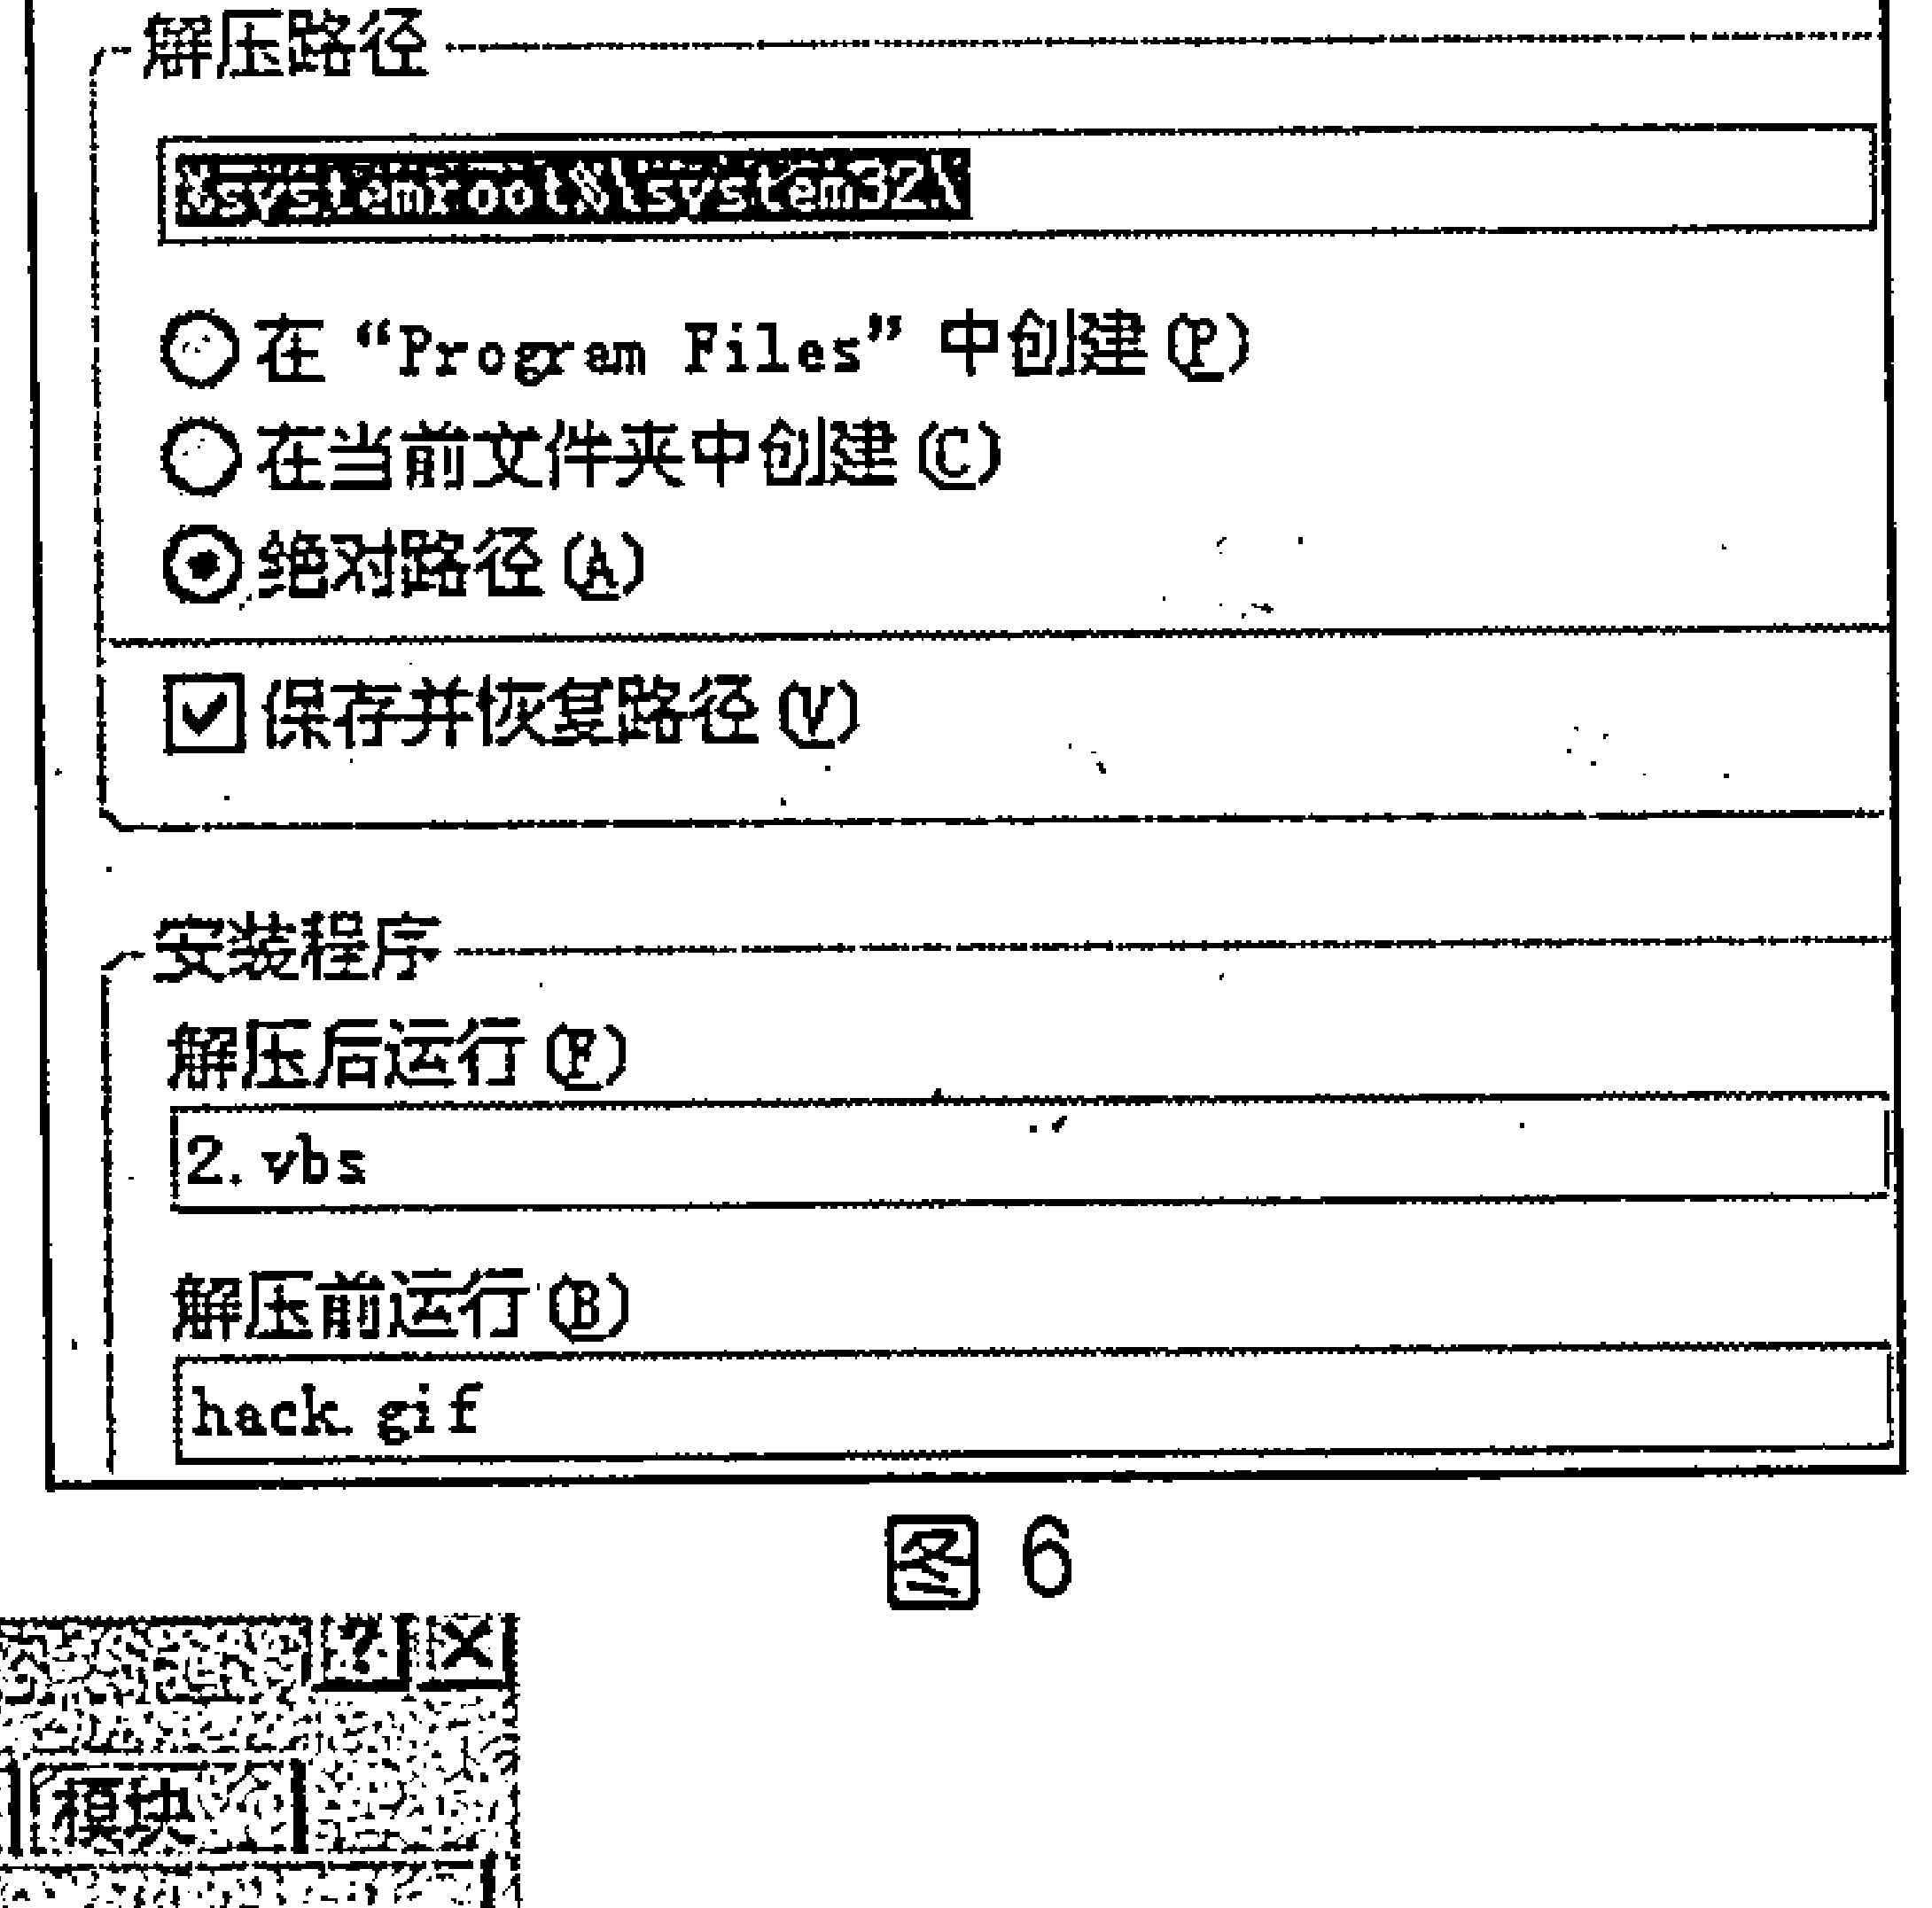 解压路径
%systemroot%\system32\
在 “Program Files” 中创建(P)
在当前文件夹中创建(C)
绝对路径(A)
保存并恢复路径(V)
安装程序
解压后运行(F)
2.vbs
解压前运行(B)
hack.gif
图 6
模块